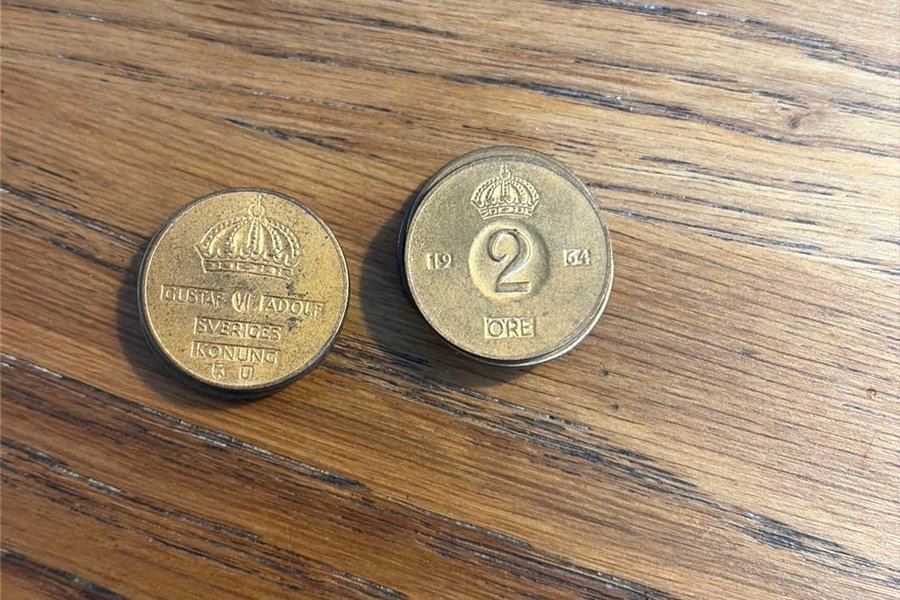 GUSTAF VI ADOLF
SVERIGES
KONUNG
U
19 2 64
ÖRE